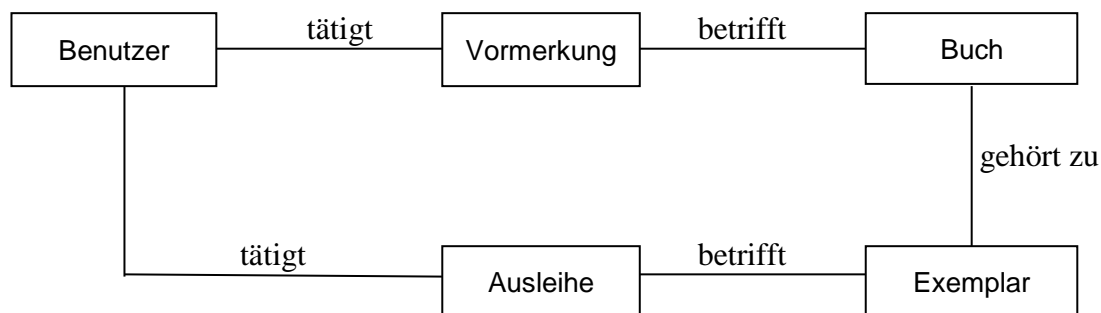 tätigt
betrifft
Benutzer
Vormerkung
Buch
gehört zu
tätigt
betrifft
Ausleihe
Exemplar